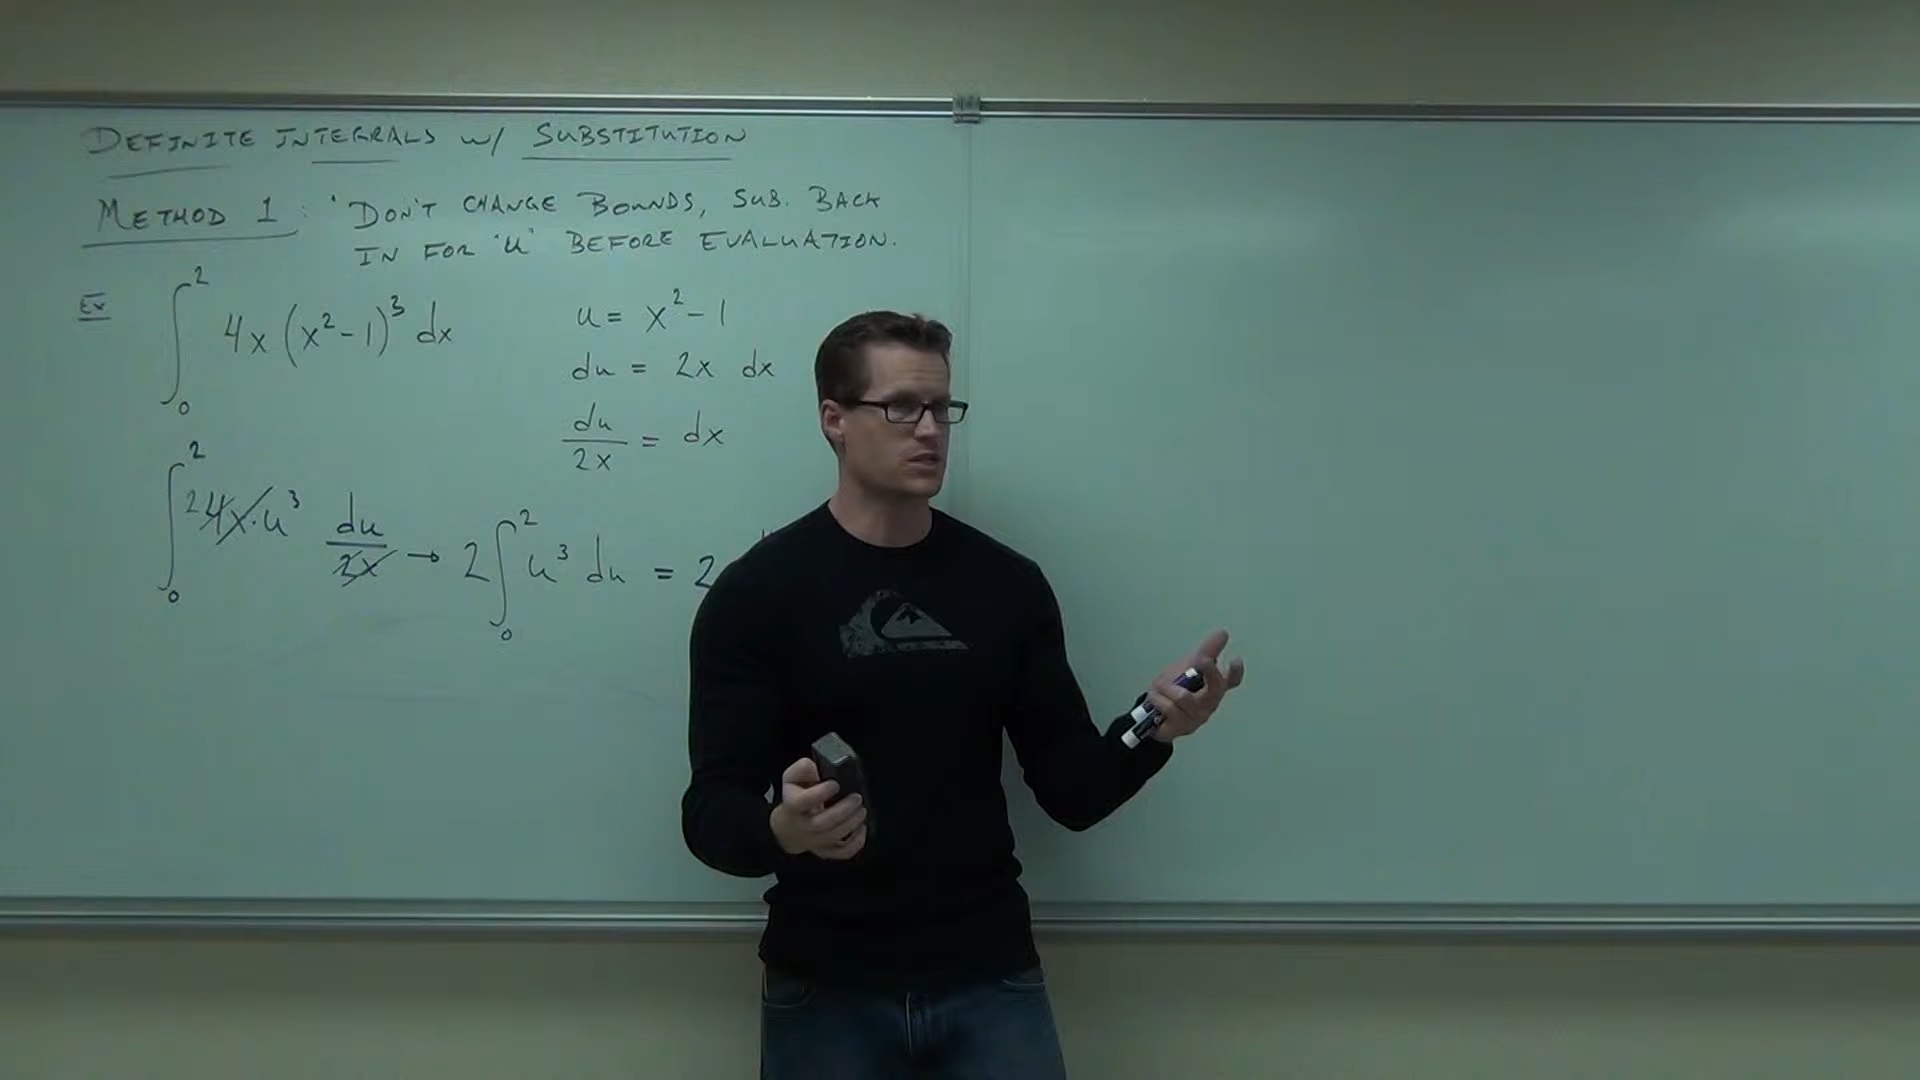 DEFINITE INTEGRALS w/ SUBSTITUTION
METHOD 1: DON'T CHANGE BOUNDS, SUB. BACK
IN FOR 'u' BEFORE EVALUATION.
Ex ∫₀² 4x (x² - 1)³ dx
u = x² - 1
du = 2x dx
du/2x = dx
∫₀² 2 4x · u³ du/2x → 2 ∫₀² u³ du = 2